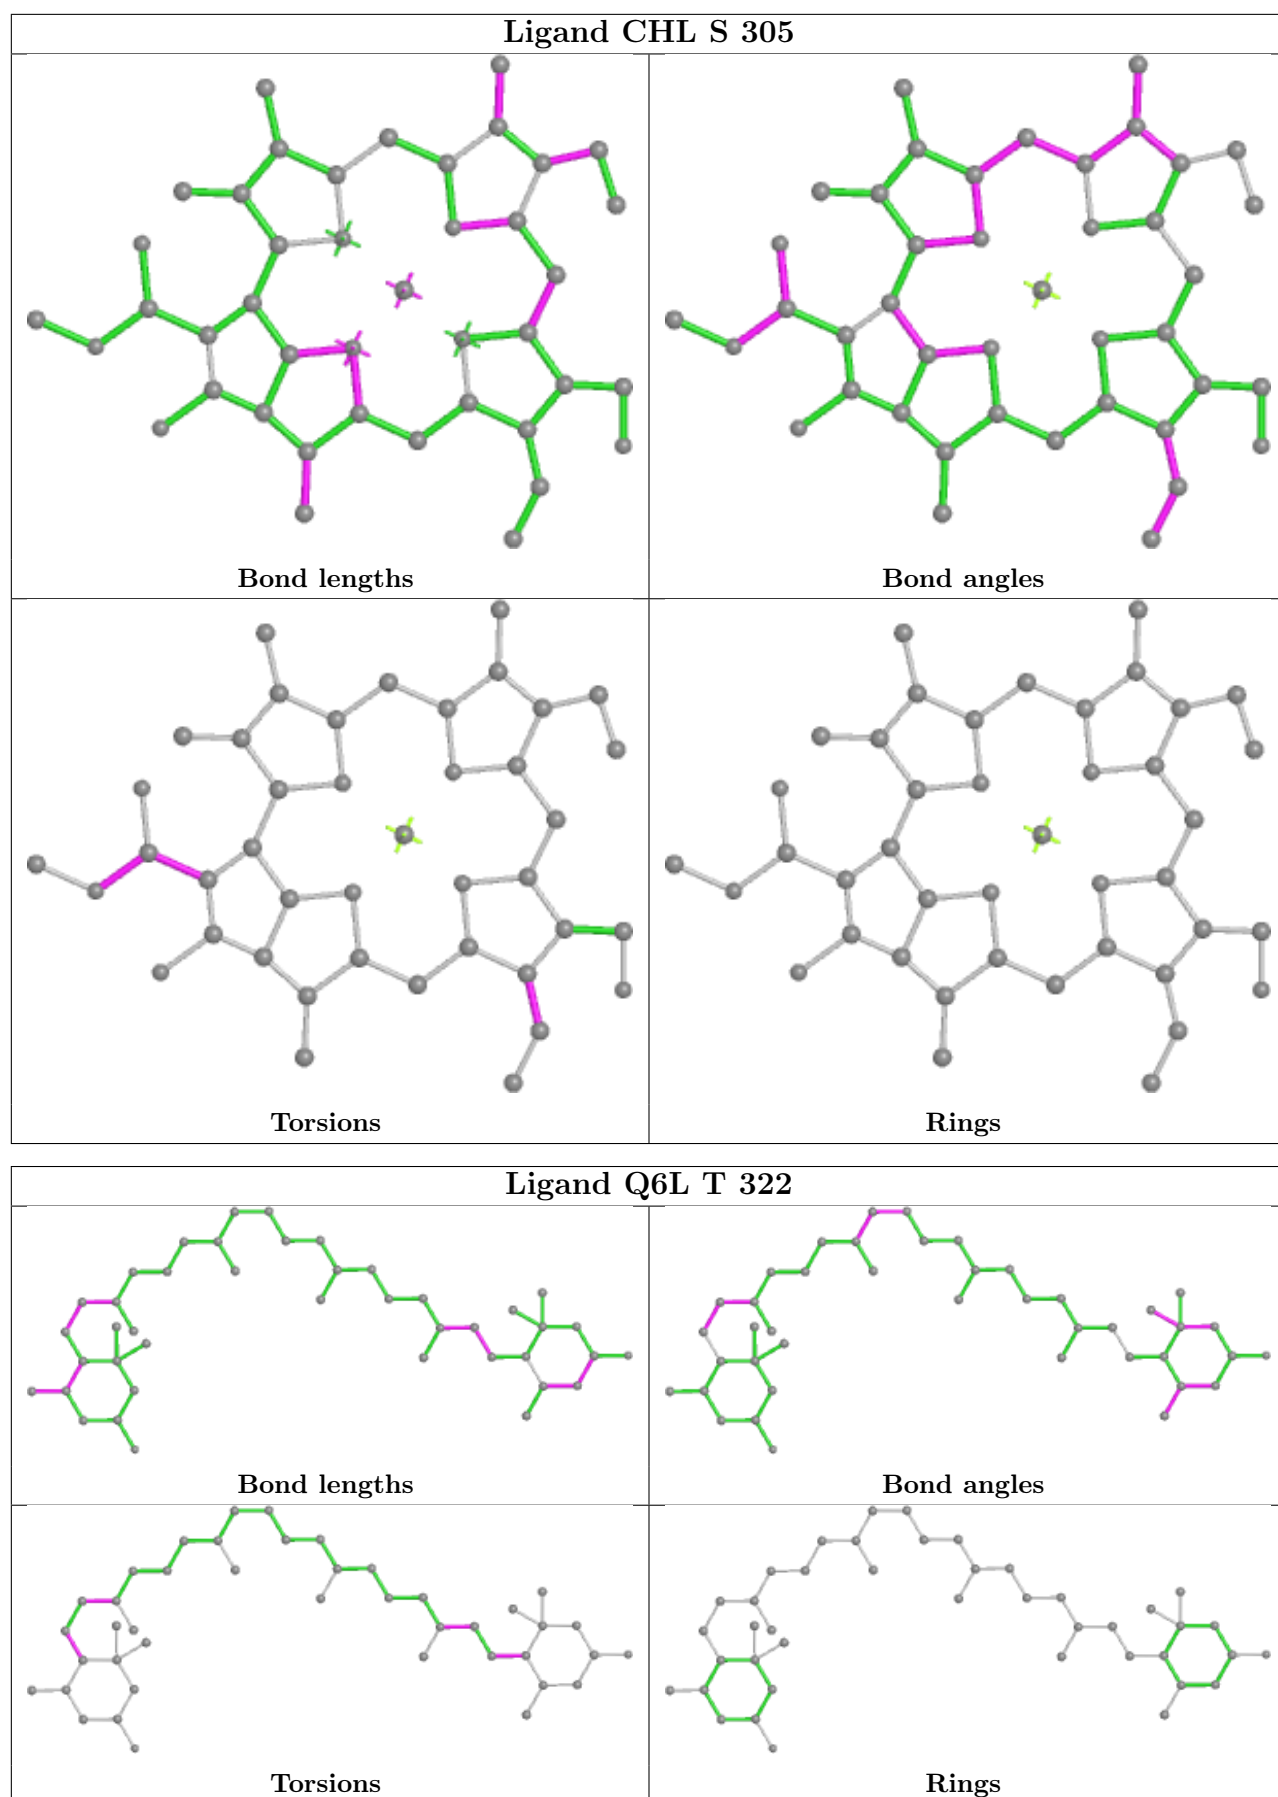 Ligand CHL S 305
Bond lengths
Bond angles
Torsions
Rings
Ligand Q6L T 322
Bond lengths
Bond angles
Torsions
Rings